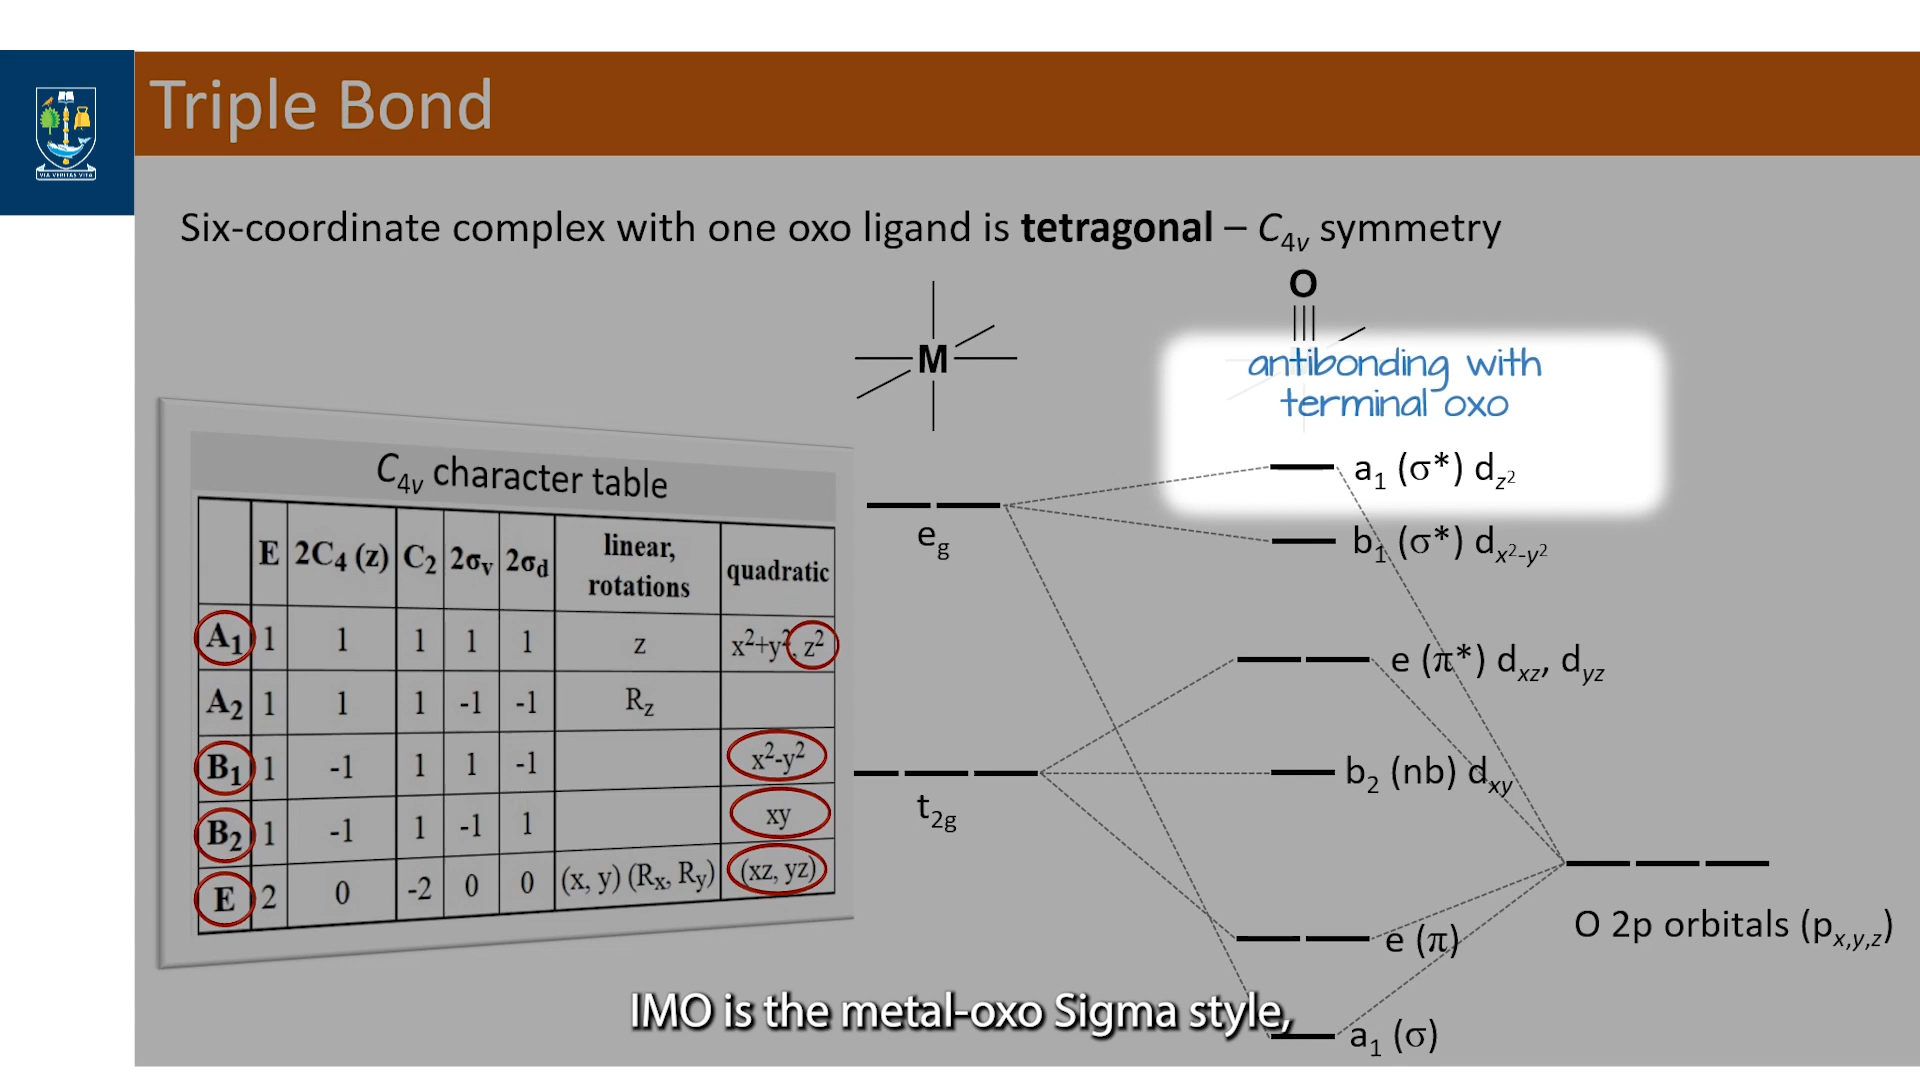 VIA VERITAS VITA
Triple Bond
Six-coordinate complex with one oxo ligand is tetragonal – C4v symmetry
O
M
antibonding with
terminal oxo
a1 (σ*) dz2
b1 (σ*) dx2-y2
eg
e (π*) dxz, dyz
b2 (nb) dxy
t2g
O 2p orbitals (px,y,z)
e (π)
a1 (σ)
C4v character table
E 2C4 (z) C2 2σv 2σd linear, rotations quadratic
A1 1 1 1 1 1 z x2+y2, z2
A2 1 1 1 -1 -1 Rz
B1 1 -1 1 1 -1 x2-y2
B2 1 -1 1 -1 1 xy
E 2 0 -2 0 0 (x, y) (Rx, Ry) (xz, yz)
IMO is the metal-oxo Sigma style,